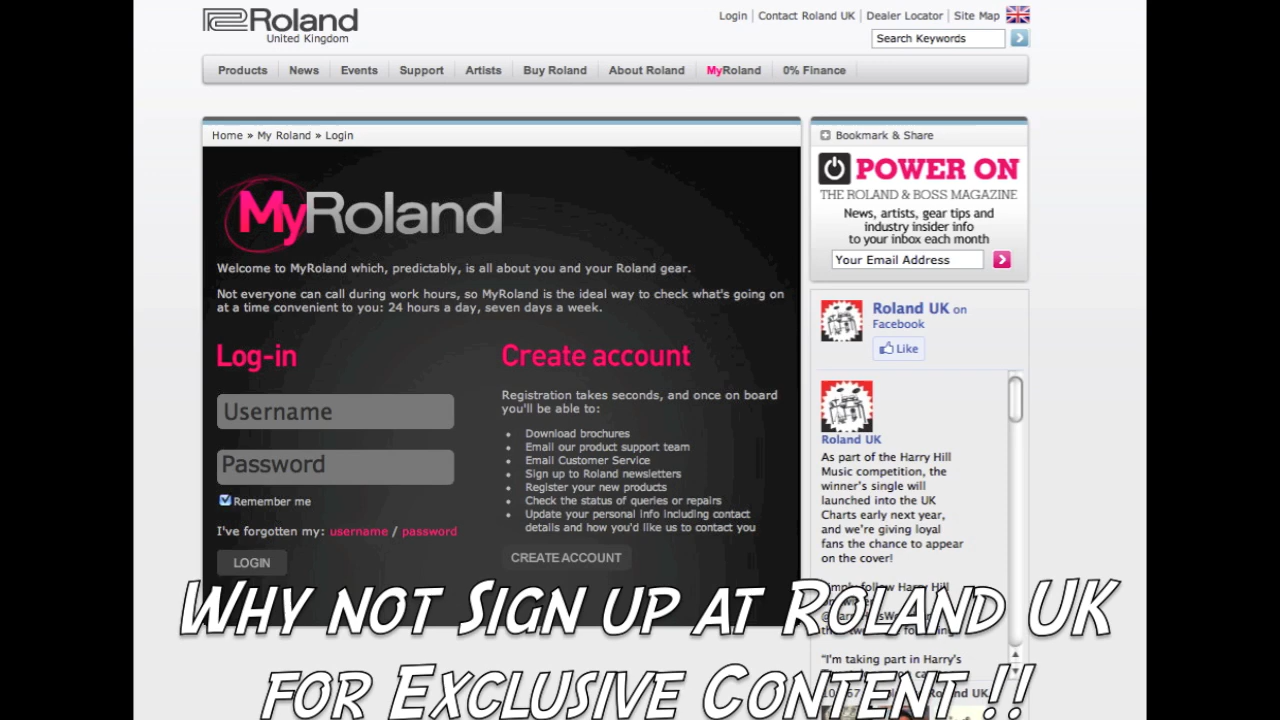 Roland
United Kingdom
Login | Contact Roland UK | Dealer Locator | Site Map
Search Keywords
Products News Events Support Artists Buy Roland About Roland MyRoland 0% Finance
Home » My Roland » Login
MyRoland
Welcome to MyRoland which, predictably, is all about you and your Roland gear.
Not everyone can call during work hours, so MyRoland is the ideal way to check what's going on
at a time convenient to you: 24 hours a day, seven days a week.
Log-in
Username
Password
Remember me
I've forgotten my: username / password
LOGIN
Create account
Registration takes seconds, and once on board
you'll be able to:
Download brochures
Email our product support team
Email Customer Service
Sign up to Roland newsletters
Register your new products
Check the status of queries or repairs
Update your personal info including contact
details and how you'd like us to contact you
CREATE ACCOUNT
Bookmark & Share
POWER ON
THE ROLAND & BOSS MAGAZINE
News, artists, gear tips and
industry insider info
to your inbox each month
Your Email Address
Roland UK on
Facebook
Like
Roland UK
As part of the Harry Hill
Music competition, the
winner's single will
launched into the UK
Charts early next year,
and we're giving loyal
fans the chance to appear
on the cover!
Harry Hill
"I'm taking part in Harry's
Roland UK
Why not Sign up at Roland UK
for Exclusive Content !!